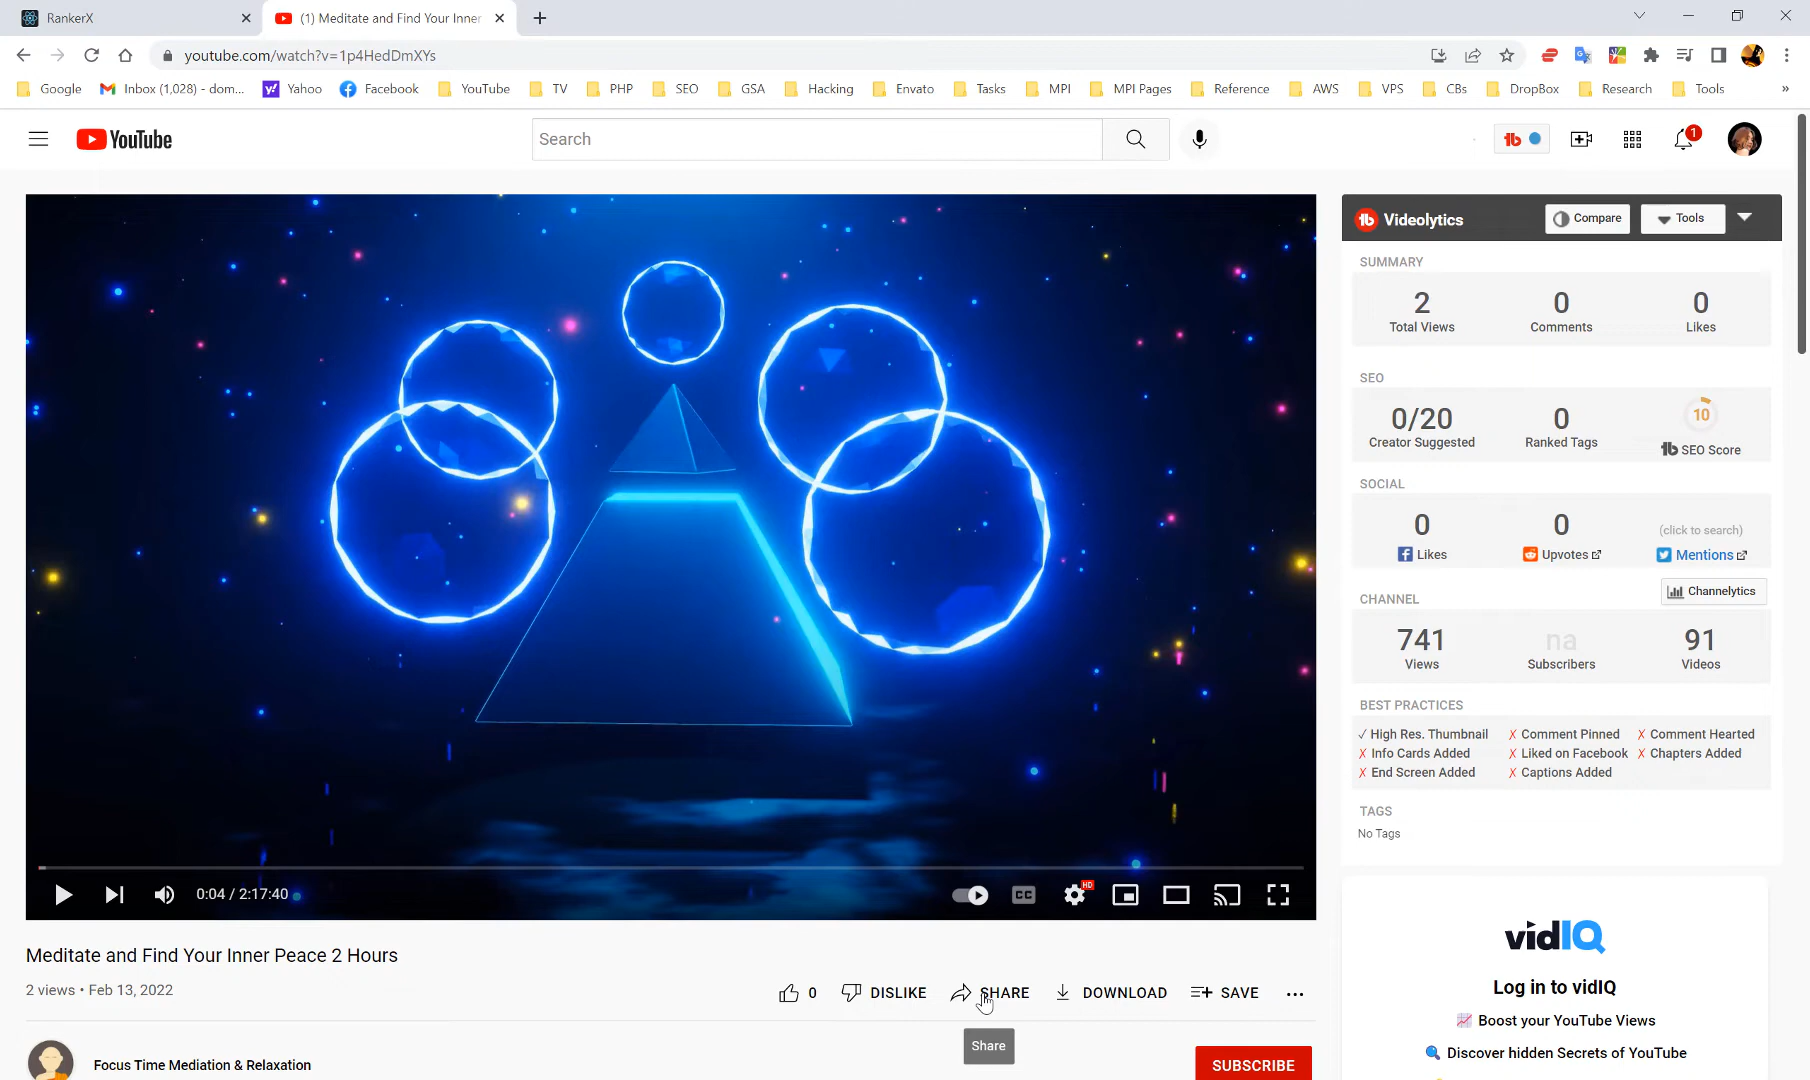 RankerX
(1) Meditate and Find Your Inner
youtube.com/watch?v=1p4HedDmXYs
Google
Inbox (1,028) - dom...
Yahoo
Facebook
YouTube
TV
PHP
SEO
GSA
Hacking
Envato
Tasks
MPI
MPI Pages
Reference
AWS
VPS
CBs
DropBox
Research
Tools
»
YouTube
Search
1
Videolytics
Compare
Tools
SUMMARY
2 0 0
Total Views Comments Likes
SEO
0/20 0 10
Creator Suggested Ranked Tags SEO Score
SOCIAL
0 0 (click to search)
Likes Upvotes Mentions
CHANNEL
Channelytics
741 na 91
Views Subscribers Videos
BEST PRACTICES
✓ High Res. Thumbnail ✗ Comment Pinned ✗ Comment Hearted
✗ Info Cards Added ✗ Liked on Facebook ✗ Chapters Added
✗ End Screen Added ✗ Captions Added
TAGS
No Tags
0:04 / 2:17:40
CC
HD
Meditate and Find Your Inner Peace 2 Hours
2 views • Feb 13, 2022
0 DISLIKE SHARE DOWNLOAD SAVE ...
Share
Focus Time Mediation & Relaxation
SUBSCRIBE
vidIQ
Log in to vidIQ
Boost your YouTube Views
Discover hidden Secrets of YouTube